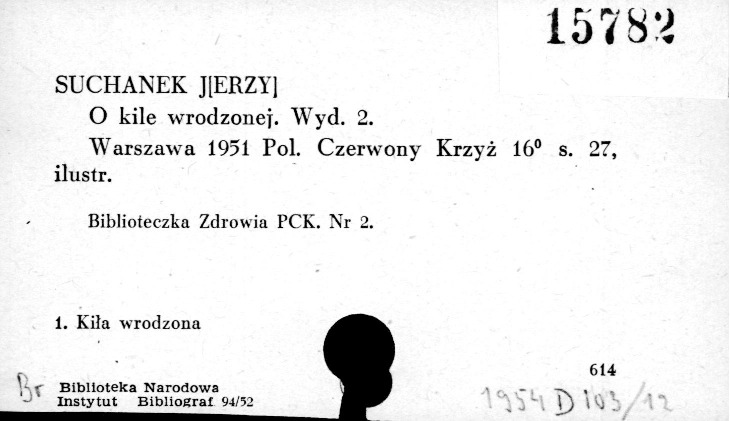 15782
SUCHANEK J[ERZY]
O kile wrodzonej. Wyd. 2.
Warszawa 1951 Pol. Czerwony Krzyż 16⁰ s. 27,
ilustr.
Biblioteczka Zdrowia PCK. Nr 2.
1. Kiła wrodzona
614
Br Biblioteka Narodowa
Instytut Bibliograf. 94/52
1954 D 103/12